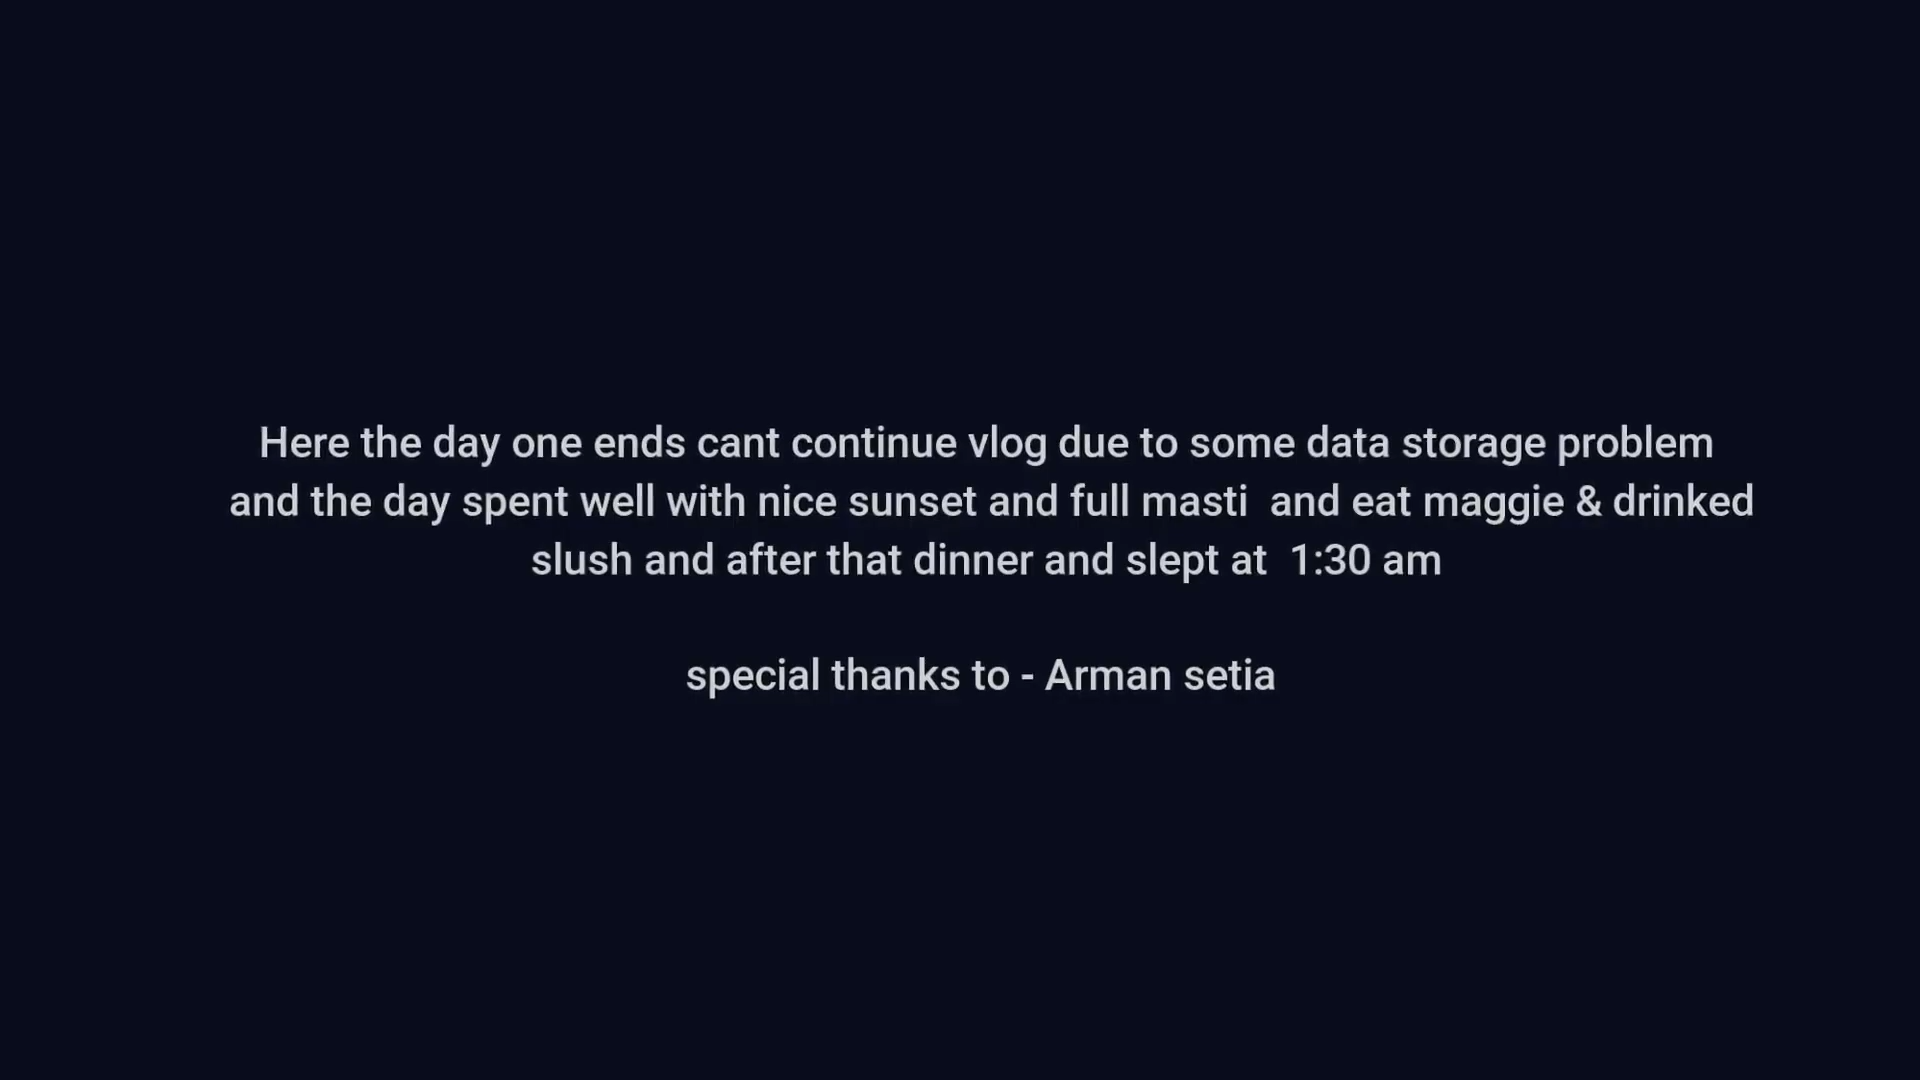 Here the day one ends cant continue vlog due to some data storage problem
and the day spent well with nice sunset and full masti  and eat maggie & drinked
slush and after that dinner and slept at  1:30 am
special thanks to - Arman setia